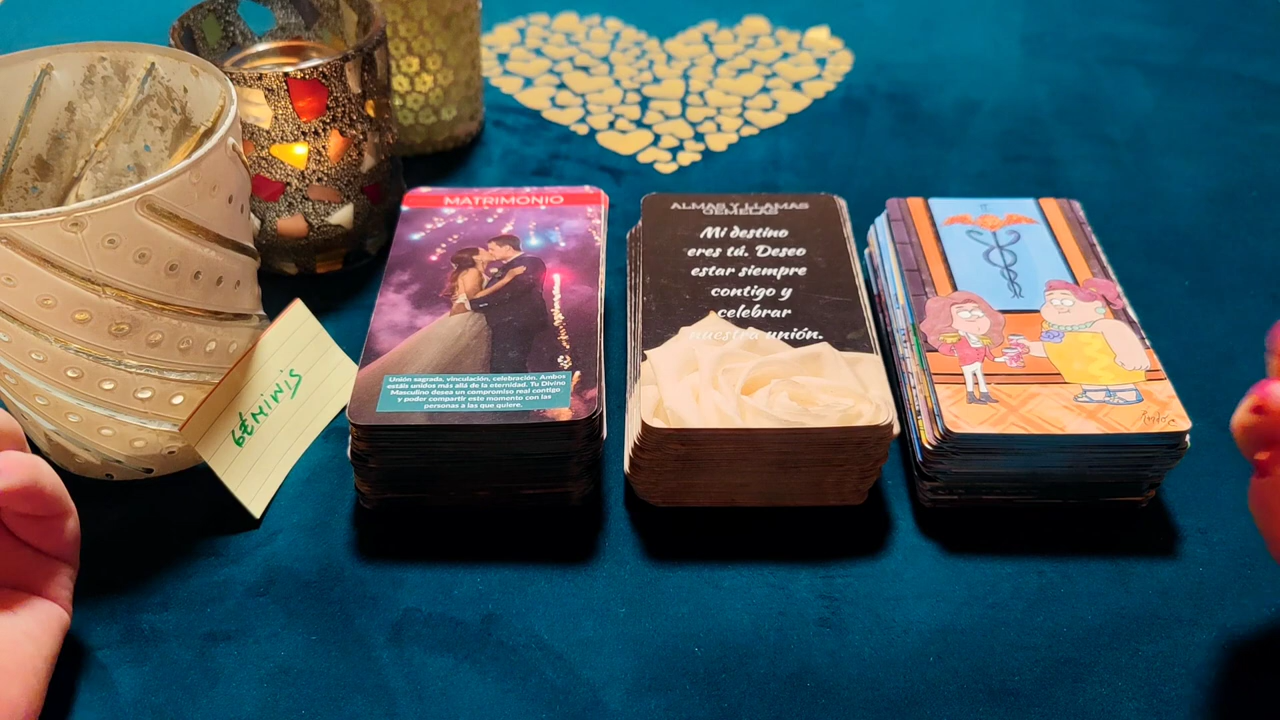 GÉMINIS
MATRIMONIO
Unión sagrada, vinculación, celebración. Ambos
estáis unidos más allá de la eternidad. Tu Divino
Masculino desea un compromiso real contigo
y poder compartir este momento con las
personas a las que quiere.
ALMAS Y LLAMAS
GEMELAS
Mi destino
eres tú. Deseo
estar siempre
contigo y
celebrar
nuestra unión.